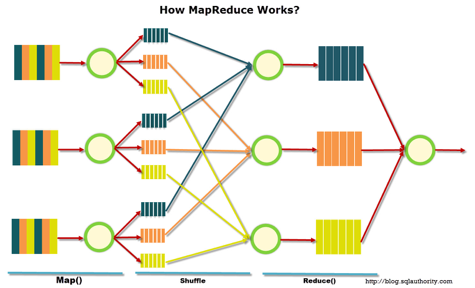 How MapReduce Works?
Map()
Shuffle
Reduce()
http://blog.sqlauthority.com